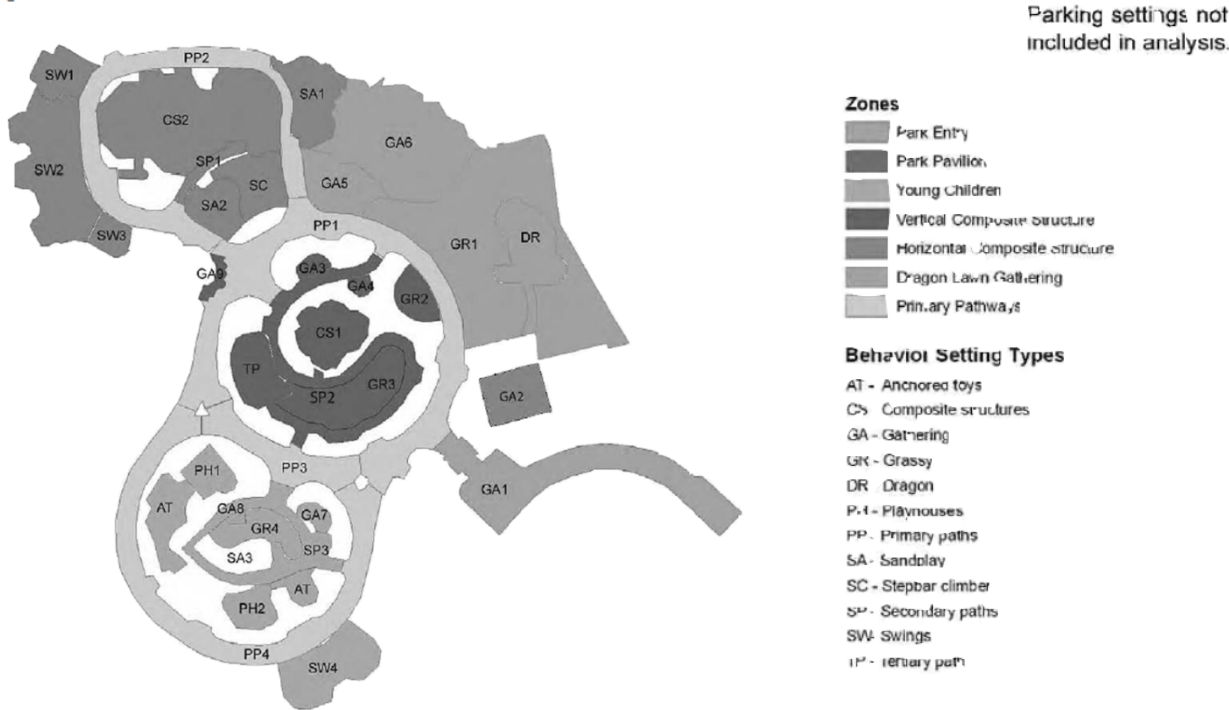 Parking settings not
included in analysis.
PP2
SW1
SA1
CS2
GA6
SP1
SW2
SC
GA5
SA2
PP1
SW3
GR1
DR
GA9
GA3
GA4
GR2
CS1
TP
GR3
SP2
GA2
PP3
PH1
GA1
AT
GA8
GA7
GR4
SA3
SP3
AT
PH2
PP4
SW4
Zones
Park Entry
Park Pavilion
Young Children
Vertical Composite Structure
Horizontal Composite Structure
Dragon Lawn Gathering
Primary Pathways
Behavior Setting Types
AT - Anchored toys
CS Composite structures
GA - Gathering
GR - Grassy
DR Dragon
PH - Playhouses
PP - Primary paths
SA - Sandplay
SC - Stepbar climber
SP - Secondary paths
SW- Swings
TP - Tertiary path